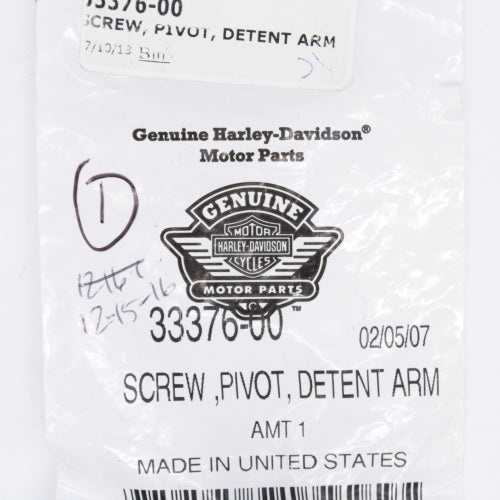 33376-00
SCREW, PIVOT, DETENT ARM
7/10/13
Genuine Harley-Davidson®
Motor Parts
1
GENUINE
MOTOR
HARLEY-DAVIDSON
CYCLES
MOTOR PARTS
12-15-16
33376-00 ™
02/05/07
SCREW ,PIVOT, DETENT ARM
AMT 1
MADE IN UNITED STATES